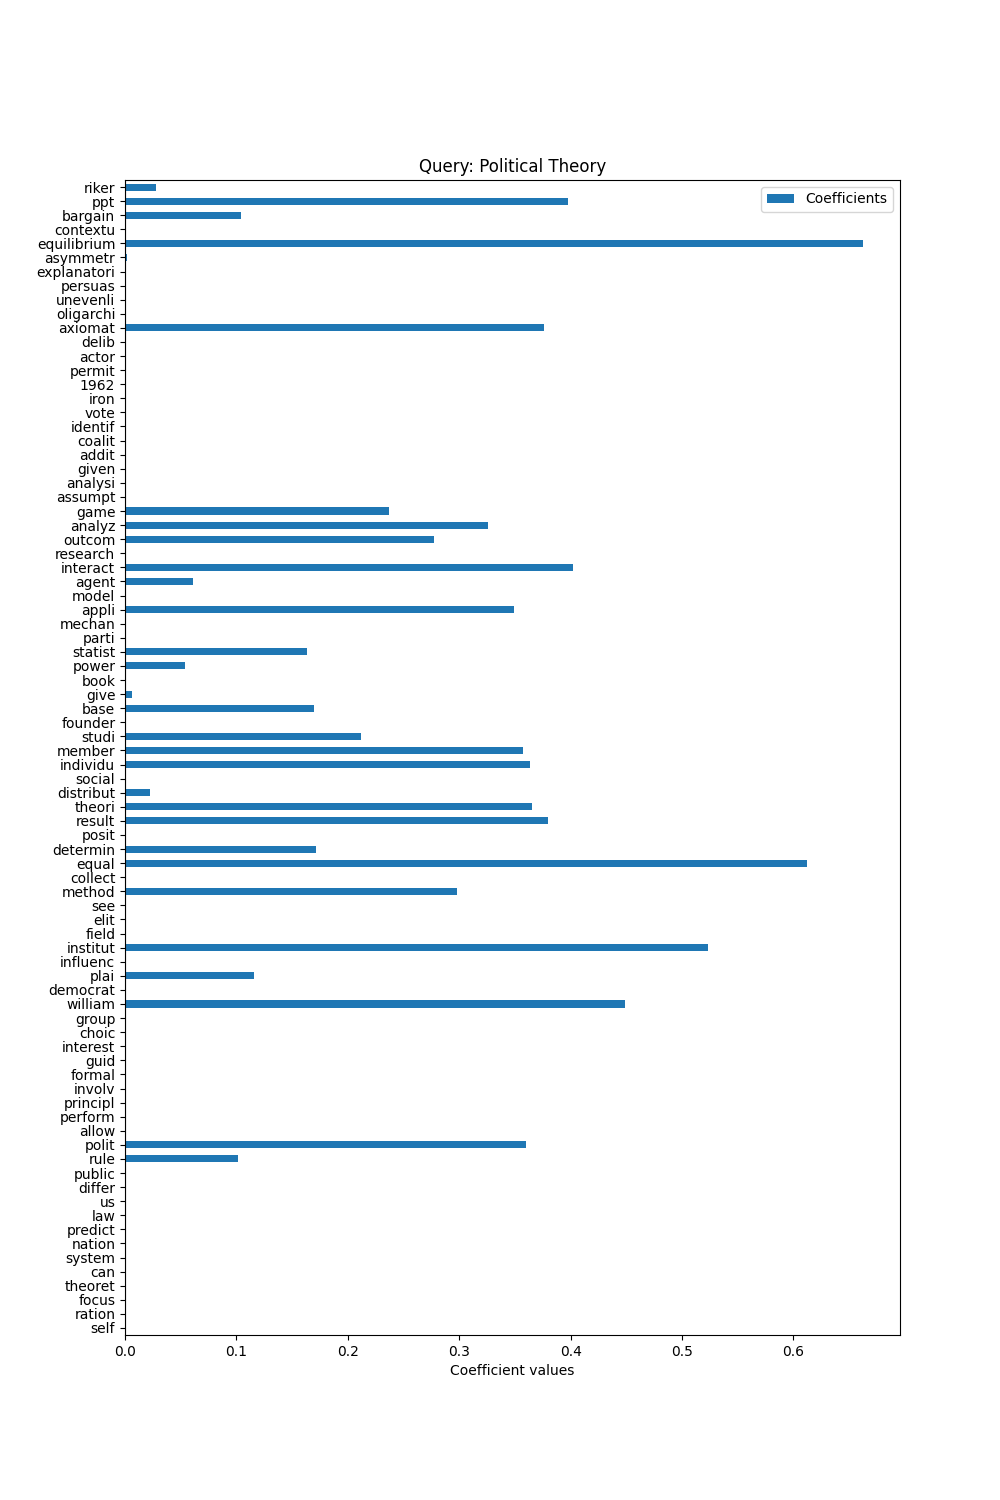 Query: Political Theory
Coefficients
riker
ppt
bargain
contextu
equilibrium
asymmetr
explanatori
persuas
unevenli
oligarchi
axiomat
delib
actor
permit
1962
iron
vote
identif
coalit
addit
given
analysi
assumpt
game
analyz
outcom
research
interact
agent
model
appli
mechan
parti
statist
power
book
give
base
founder
studi
member
individu
social
distribut
theori
result
posit
determin
equal
collect
method
see
elit
field
institut
influenc
plai
democrat
william
group
choic
interest
guid
formal
involv
principl
perform
allow
polit
rule
public
differ
us
law
predict
nation
system
can
theoret
focus
ration
self
0.0 0.1 0.2 0.3 0.4 0.5 0.6
Coefficient values